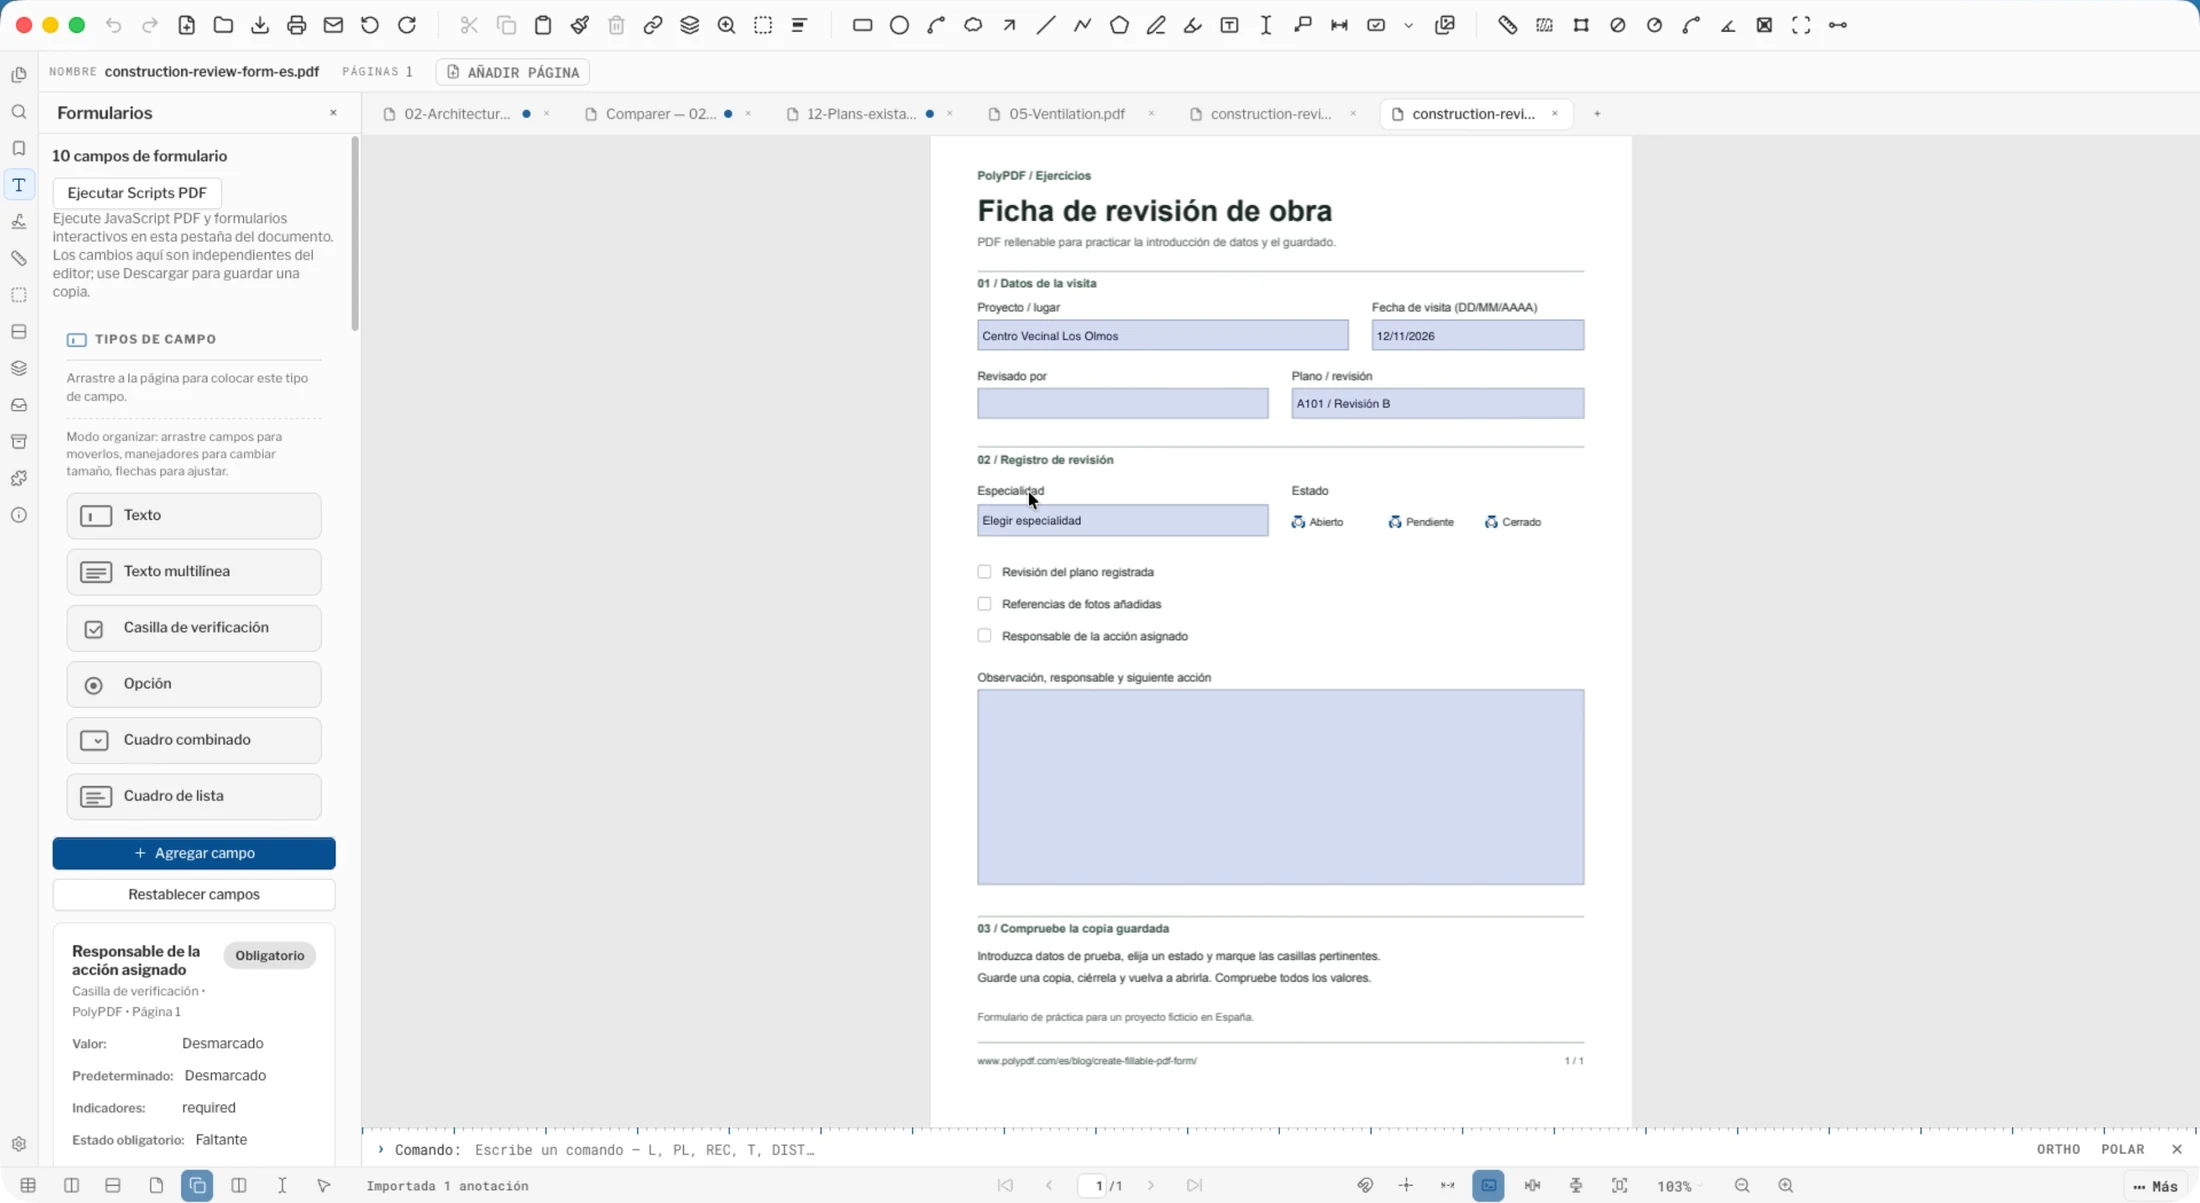 NOMBRE construction-review-form-es.pdf PÁGINAS 1 AÑADIR PÁGINA
Formularios
02-Architectur... Comparer — 02... 12-Plans-exista... 05-Ventilation.pdf construction-revi... construction-revi...
10 campos de formulario
Ejecutar Scripts PDF
Ejecute JavaScript PDF y formularios
interactivos en esta pestaña del documento.
Los cambios aquí son independientes del
editor; use Descargar para guardar una
copia.
TIPOS DE CAMPO
Arrastre a la página para colocar este tipo
de campo.
Modo organizar: arrastre campos para
moverlos, manejadores para cambiar
tamaño, flechas para ajustar.
Texto
Texto multilínea
Casilla de verificación
Opción
Cuadro combinado
Cuadro de lista
+ Agregar campo
Restablecer campos
Responsable de la
acción asignado
Obligatorio
Casilla de verificación •
PolyPDF • Página 1
Valor: Desmarcado
Predeterminado: Desmarcado
Indicadores: required
Estado obligatorio: Faltante
PolyPDF / Ejercicios
Ficha de revisión de obra
PDF rellenable para practicar la introducción de datos y el guardado.
01 / Datos de la visita
Proyecto / lugar Fecha de visita (DD/MM/AAAA)
Centro Vecinal Los Olmos 12/11/2026
Revisado por Plano / revisión
A101 / Revisión B
02 / Registro de revisión
Especialidad Estado
Elegir especialidad Abierto Pendiente Cerrado
Revisión del plano registrada
Referencias de fotos añadidas
Responsable de la acción asignado
Observación, responsable y siguiente acción
03 / Compruebe la copia guardada
Introduzca datos de prueba, elija un estado y marque las casillas pertinentes.
Guarde una copia, ciérrela y vuelva a abrirla. Compruebe todos los valores.
Formulario de práctica para un proyecto ficticio en España.
www.polypdf.com/es/blog/create-fillable-pdf-form/ 1 / 1
Comando: Escribe un comando – L, PL, REC, T, DIST… ORTHO POLAR
Importada 1 anotación 1 /1 103% Más